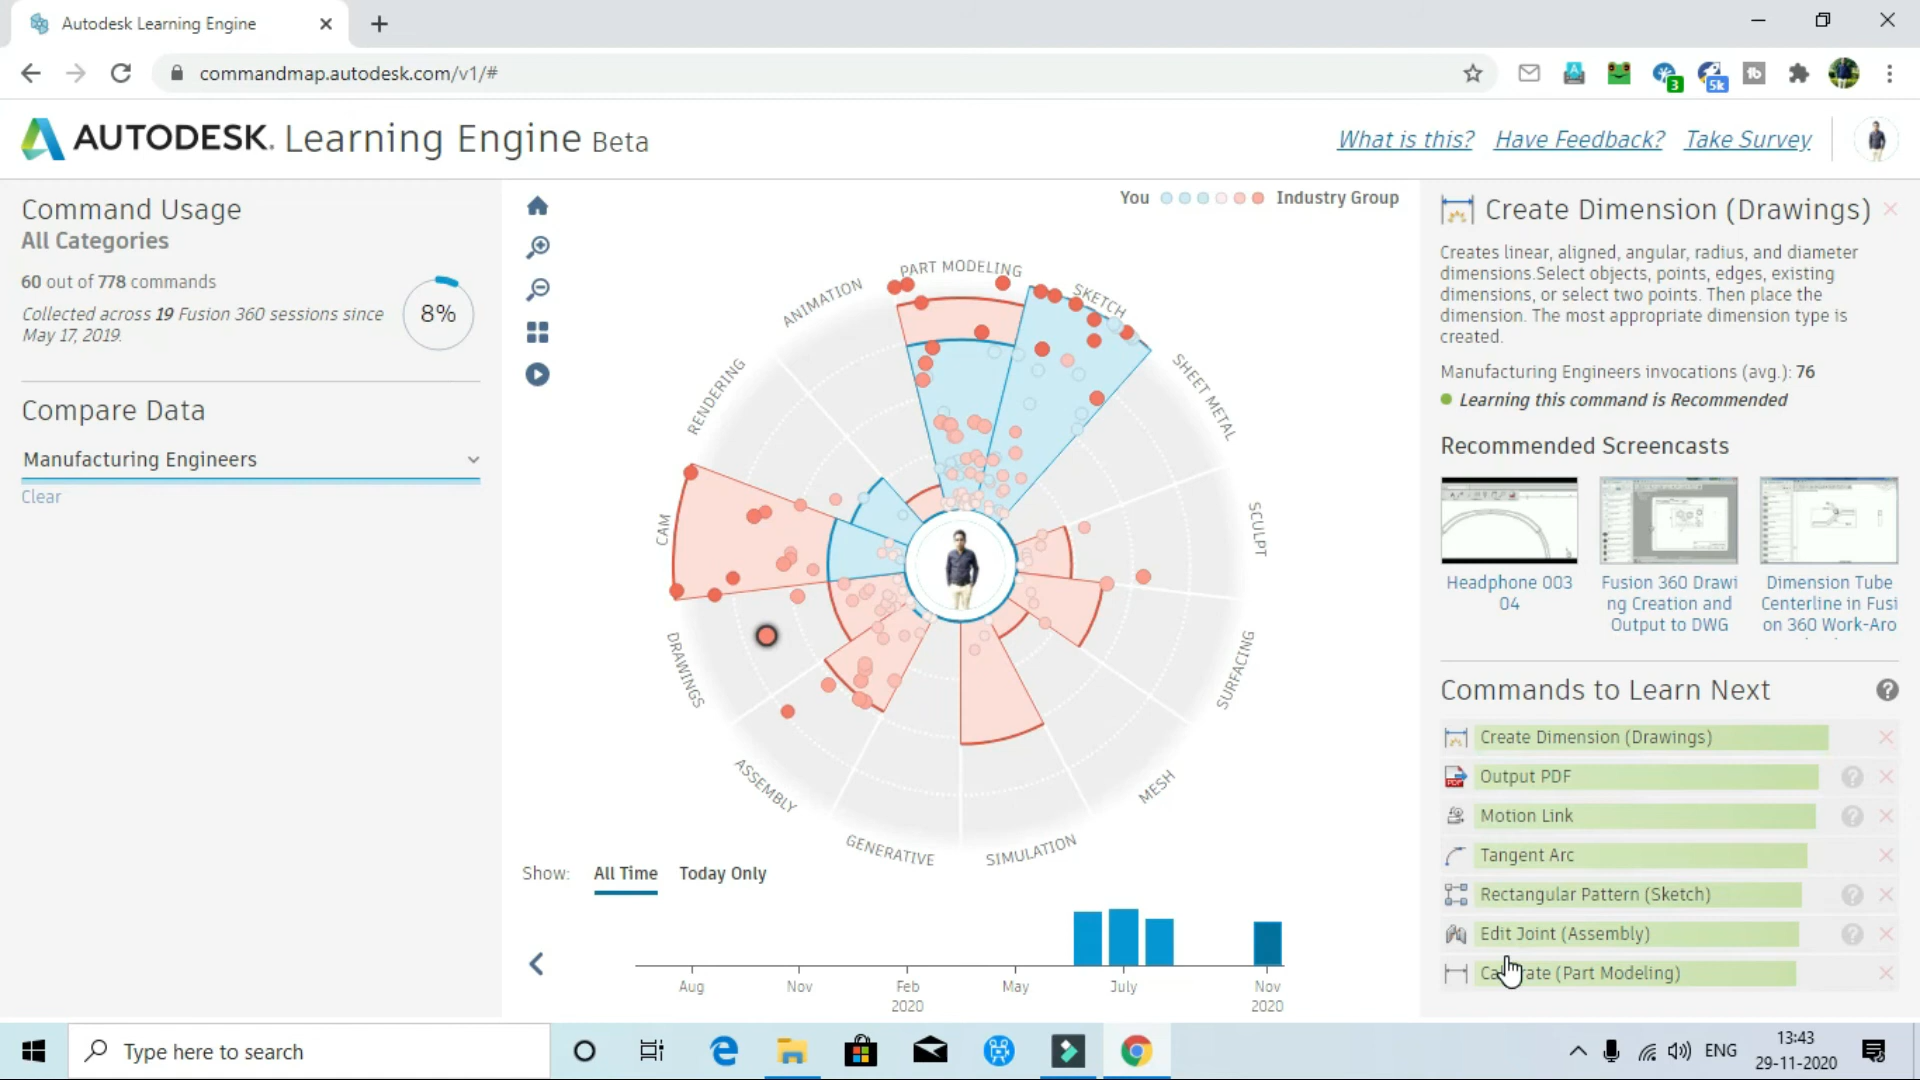 Autodesk Learning Engine
commandmap.autodesk.com/v1/#
3
5k
AUTODESK. Learning Engine Beta
What is this? Have Feedback? Take Survey
Command Usage
All Categories
60 out of 778 commands
Collected across 19 Fusion 360 sessions since
May 17, 2019.
8%
Compare Data
Manufacturing Engineers
Clear
You
Industry Group
PART MODELING
SKETCH
SHEET METAL
SCULPT
SURFACING
MESH
SIMULATION
GENERATIVE
ASSEMBLY
DRAWINGS
CAM
RENDERING
ANIMATION
Show: All Time Today Only
Aug Nov Feb May July Nov
2020 2020
Create Dimension (Drawings)
Creates linear, aligned, angular, radius, and diameter
dimensions.Select objects, points, edges, existing
dimensions, or select two points. Then place the
dimension. The most appropriate dimension type is
created.
Manufacturing Engineers invocations (avg.): 76
Learning this command is Recommended
Recommended Screencasts
Headphone 003
04
Fusion 360 Drawi
ng Creation and
Output to DWG
Dimension Tube
Centerline in Fusi
on 360 Work-Aro
Commands to Learn Next
Create Dimension (Drawings)
Output PDF
Motion Link
Tangent Arc
Rectangular Pattern (Sketch)
Edit Joint (Assembly)
(Part Modeling)
Type here to search
ENG
13:43
29-11-2020